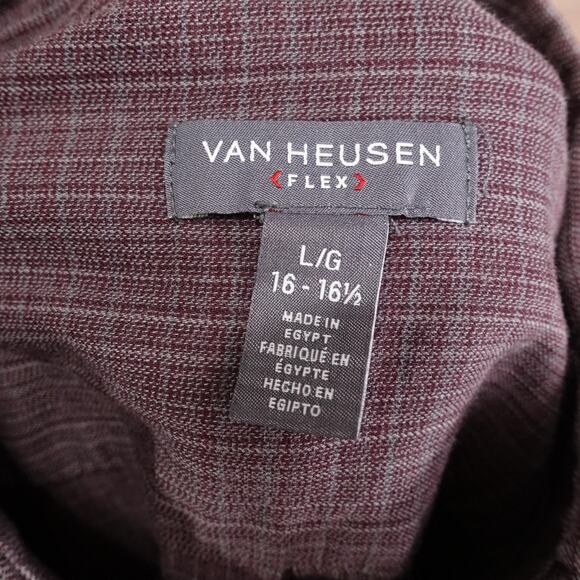 VAN HEUSEN
FLEX
L/G
16 - 16½
MADE IN
EGYPT
FABRIQUÉ EN
ÉGYPTE
HECHO EN
EGIPTO